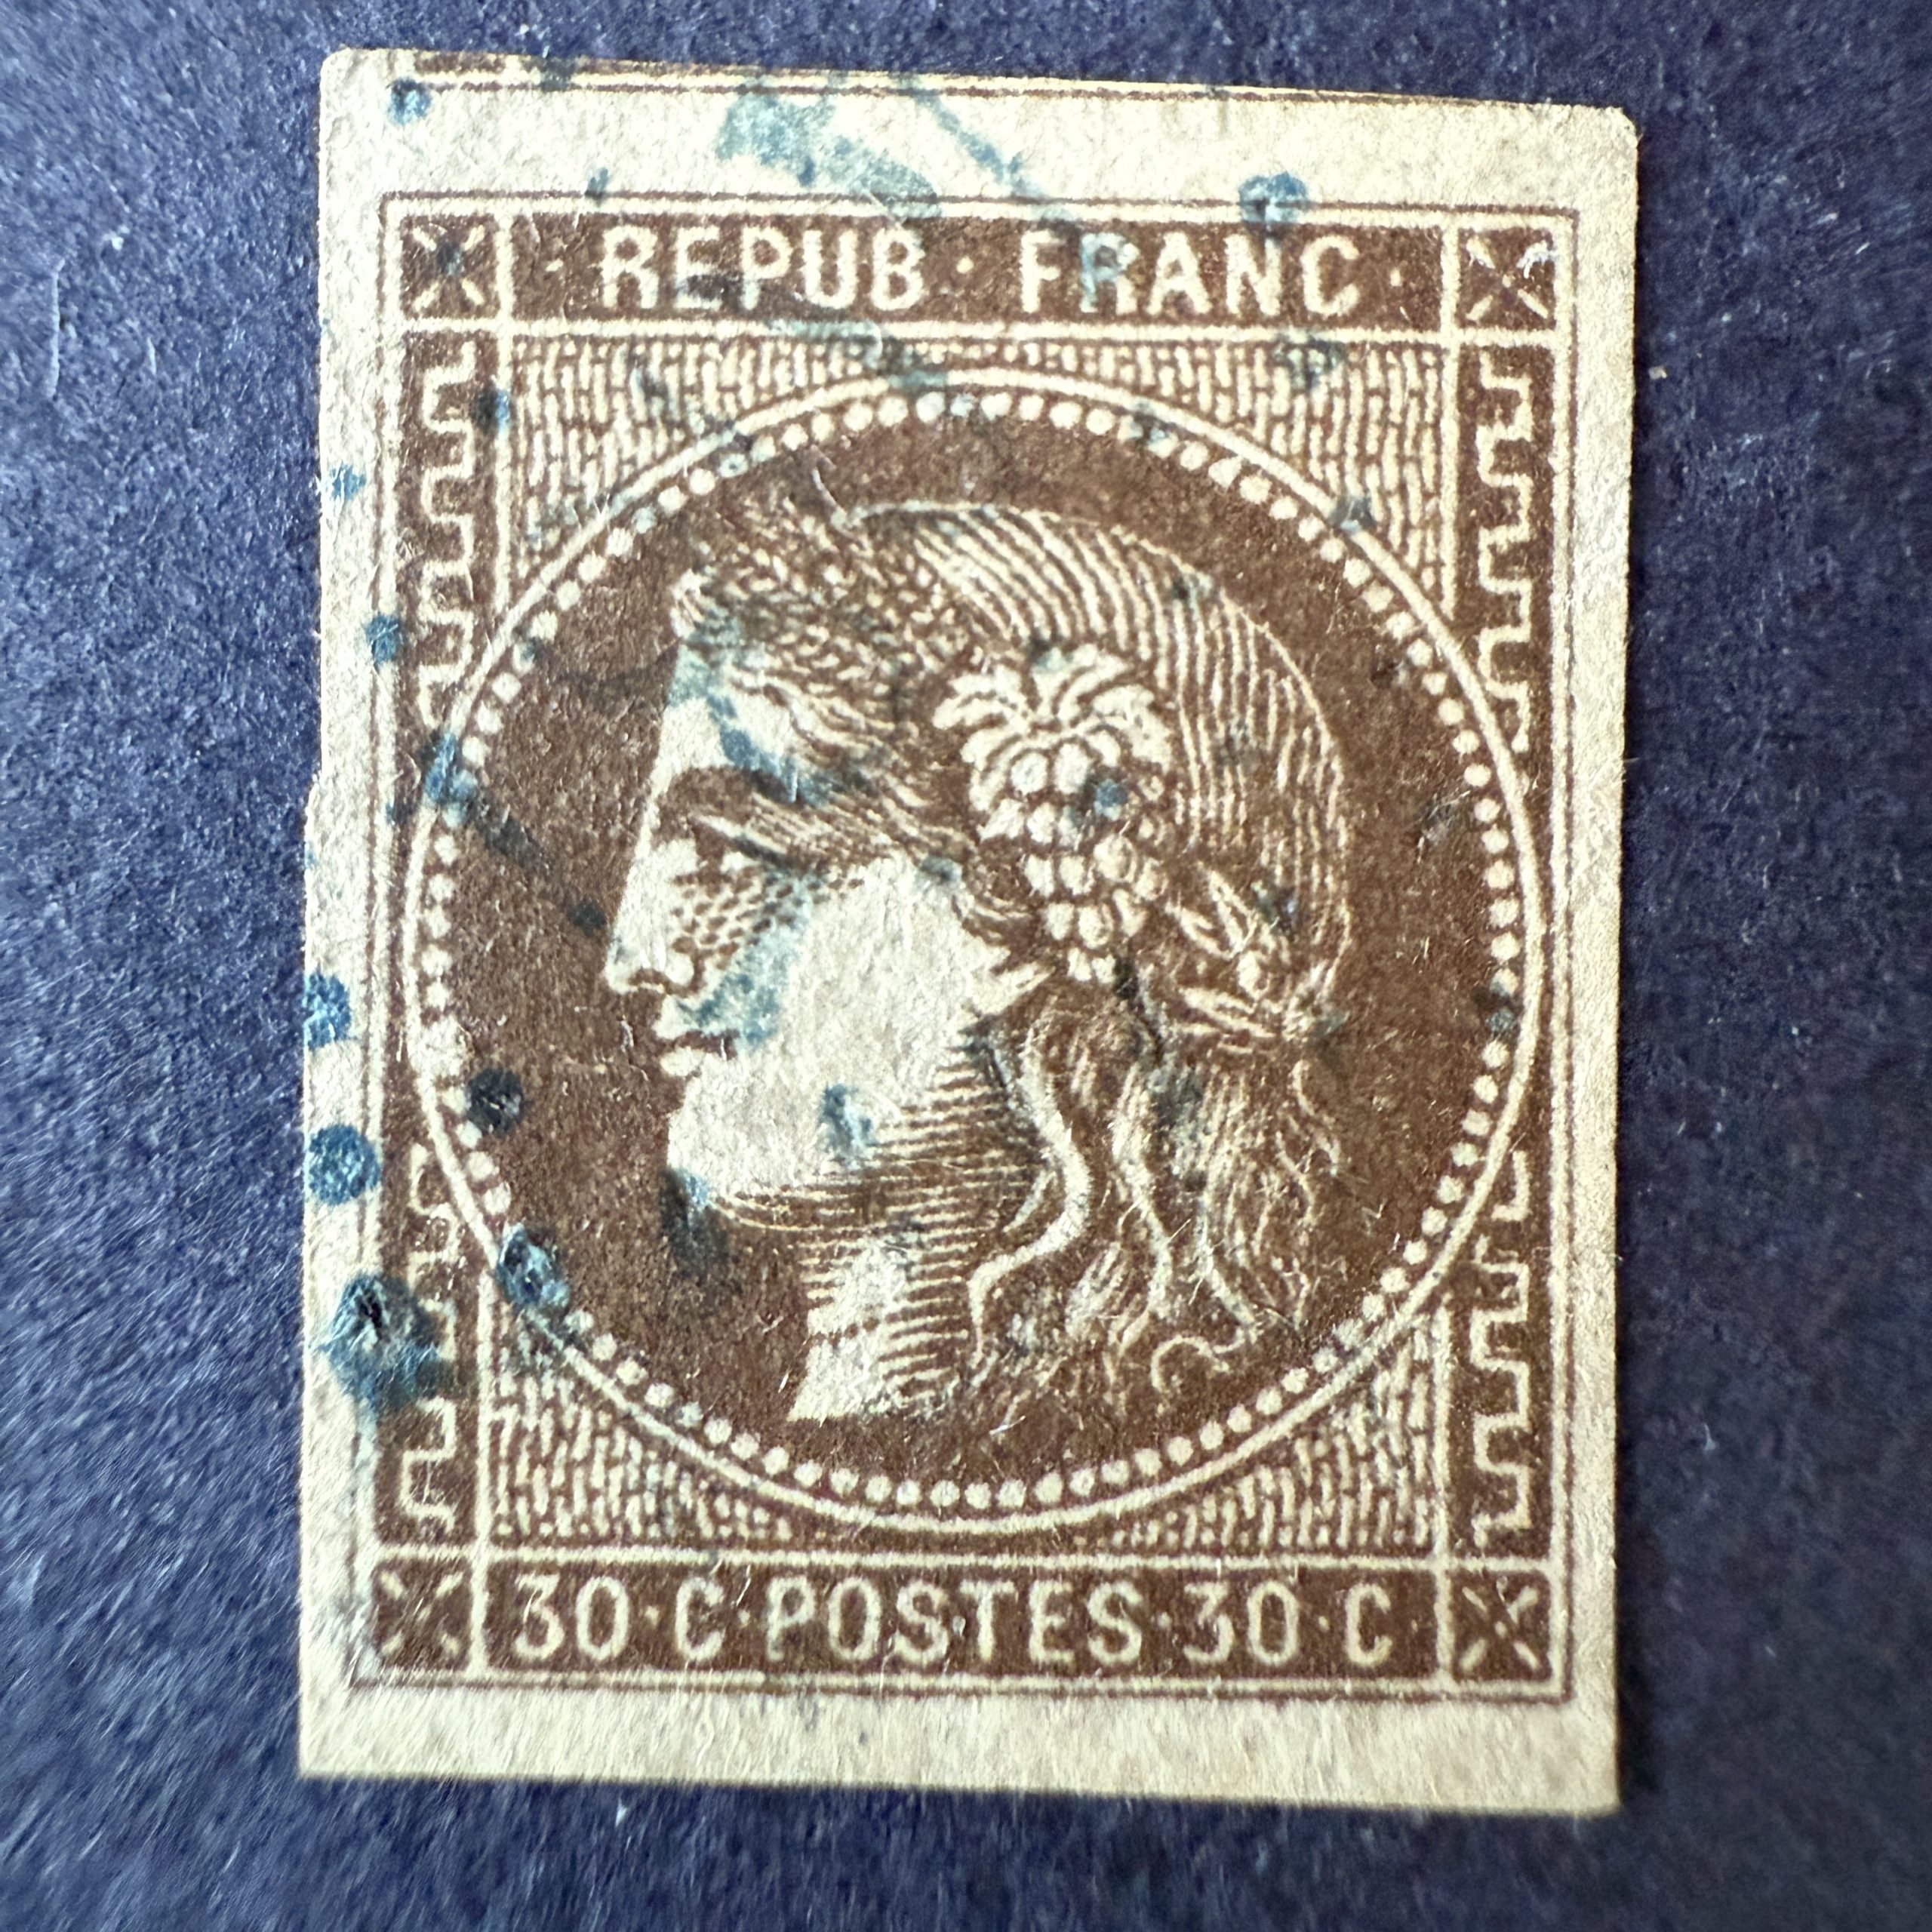 · REPUB · FRANC ·
30 · C · POSTES · 30 · C